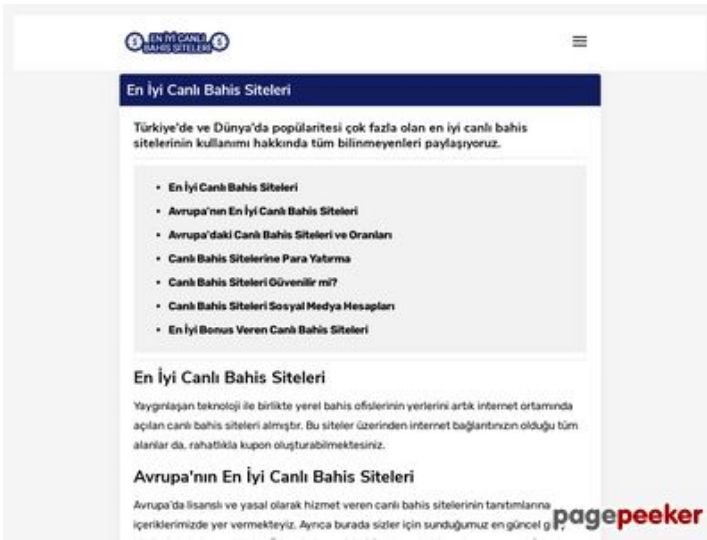 EN İYİ CANLI
BAHİS SİTELERİ
En İyi Canlı Bahis Siteleri
Türkiye'de ve Dünya'da popülaritesi çok fazla olan en iyi canlı bahis
sitelerinin kullanımı hakkında tüm bilinmeyenleri paylaşıyoruz.
• En İyi Canlı Bahis Siteleri
• Avrupa'nın En İyi Canlı Bahis Siteleri
• Avrupa'daki Canlı Bahis Siteleri ve Oranları
• Canlı Bahis Sitelerine Para Yatırma
• Canlı Bahis Siteleri Güvenilir mi?
• Canlı Bahis Siteleri Sosyal Medya Hesapları
• En İyi Bonus Veren Canlı Bahis Siteleri
En İyi Canlı Bahis Siteleri
Yaygınlaşan teknoloji ile birlikte yerel bahis ofislerinin yerlerini artık internet ortamında
açılan canlı bahis siteleri almıştır. Bu siteler üzerinden internet bağlantınızın olduğu tüm
alanlar da, rahatlıkla kupon oluşturabilmektesiniz.
Avrupa'nın En İyi Canlı Bahis Siteleri
Avrupa'da lisanslı ve yasal olarak hizmet veren canlı bahis sitelerinin tanıtımlarına
içeriklerimizde yer vermekteyiz. Ayrıca burada sizler için sunduğumuz en güncel
pagepeeker